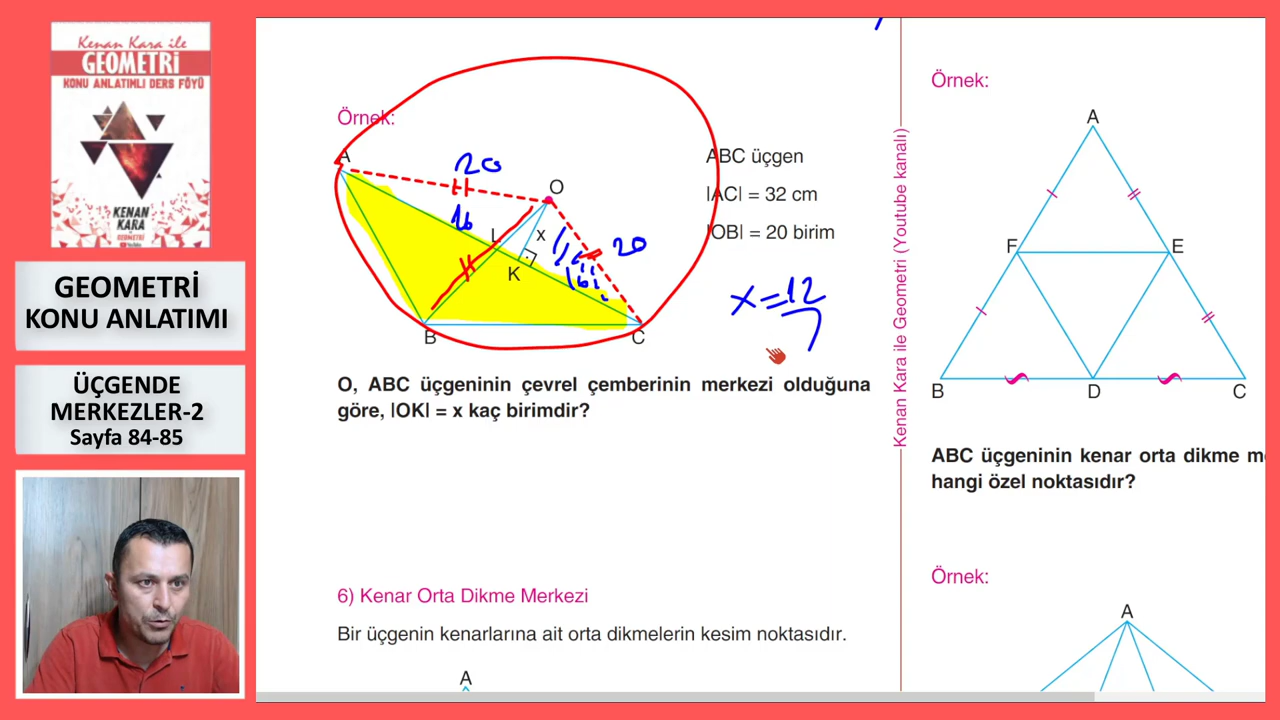 Kenan Kara ile
GEOMETRİ
KONU ANLATIMLI DERS FÖYÜ
KENAN
KARA
GEOMETRİ
KONU ANLATIMI
ÜÇGENDE
MERKEZLER-2
Sayfa 84-85
Örnek:
A
20
O
16
L
x
20
K
16
B
C
ABC üçgen
|AC| = 32 cm
|OB| = 20 birim
x=12
O, ABC üçgeninin çevrel çemberinin merkezi olduğuna
göre, |OK| = x kaç birimdir?
6) Kenar Orta Dikme Merkezi
Bir üçgenin kenarlarına ait orta dikmelerin kesim noktasıdır.
A
Kenan Kara ile Geometri (Youtube kanalı)
Örnek:
A
F
E
B
D
C
ABC üçgeninin kenar orta dikme m
hangi özel noktasıdır?
Örnek:
A